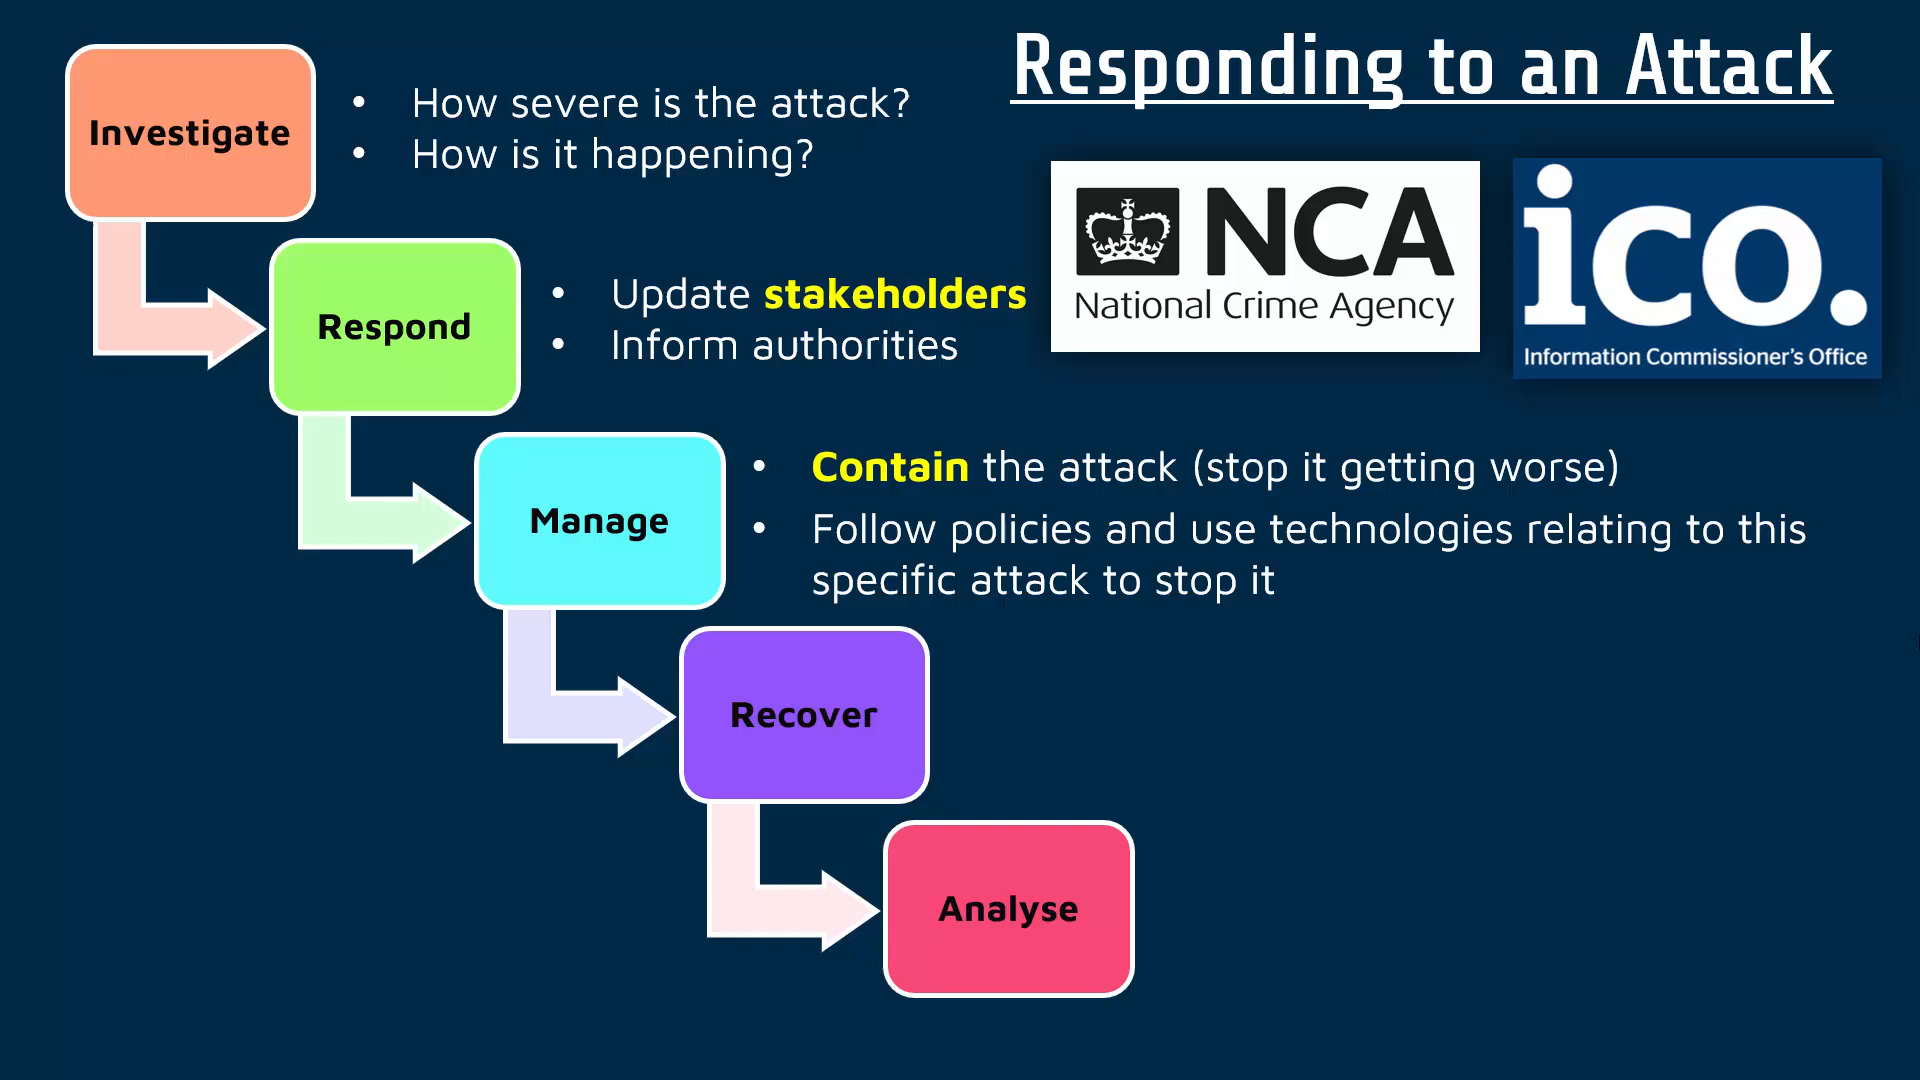 Responding to an Attack
Investigate
• How severe is the attack?
• How is it happening?
NCA
National Crime Agency
ico.
Information Commissioner's Office
Respond
• Update stakeholders
• Inform authorities
Manage
• Contain the attack (stop it getting worse)
• Follow policies and use technologies relating to this
specific attack to stop it
Recover
Analyse